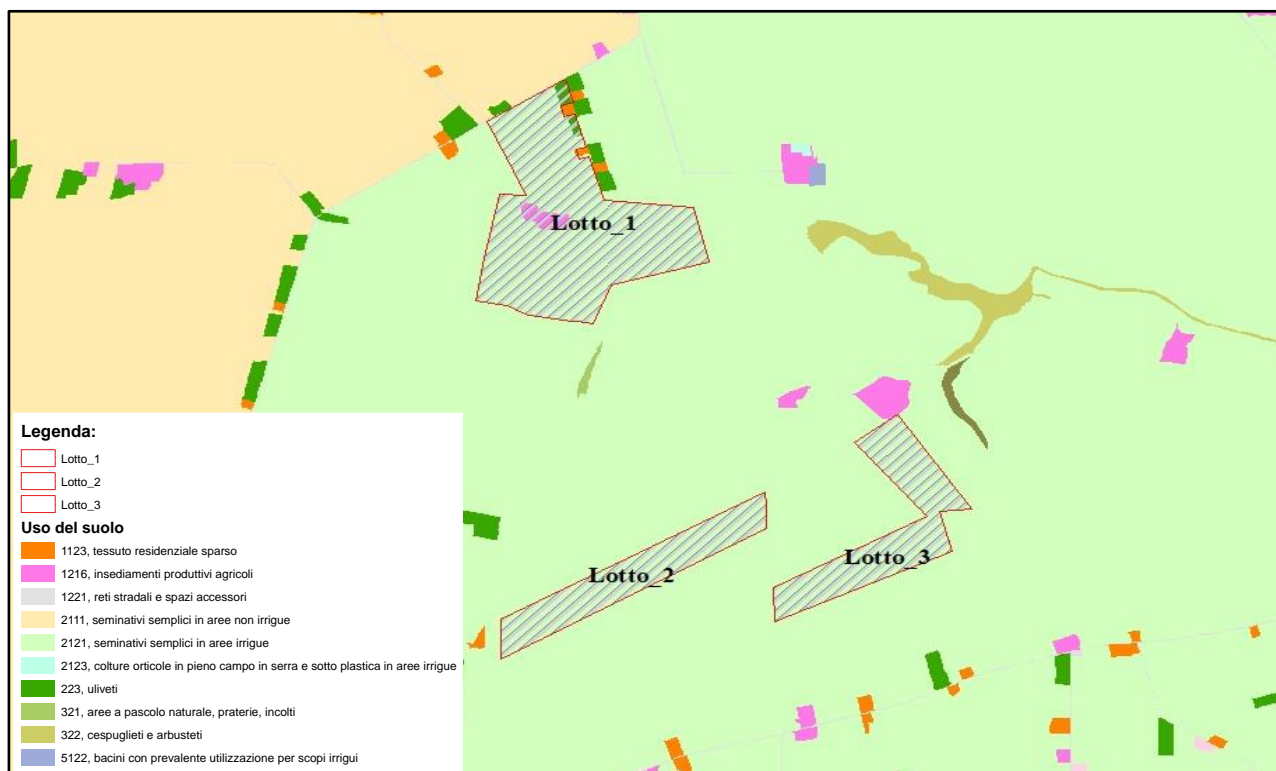 Lotto_1
Lotto_2
Lotto_3
Legenda:
Lotto_1
Lotto_2
Lotto_3
Uso del suolo
1123, tessuto residenziale sparso
1216, insediamenti produttivi agricoli
1221, reti stradali e spazi accessori
2111, seminativi semplici in aree non irrigue
2121, seminativi semplici in aree irrigue
2123, colture orticole in pieno campo in serra e sotto plastica in aree irrigue
223, uliveti
321, aree a pascolo naturale, praterie, incolti
322, cespuglieti e arbusteti
5122, bacini con prevalente utilizzazione per scopi irrigui